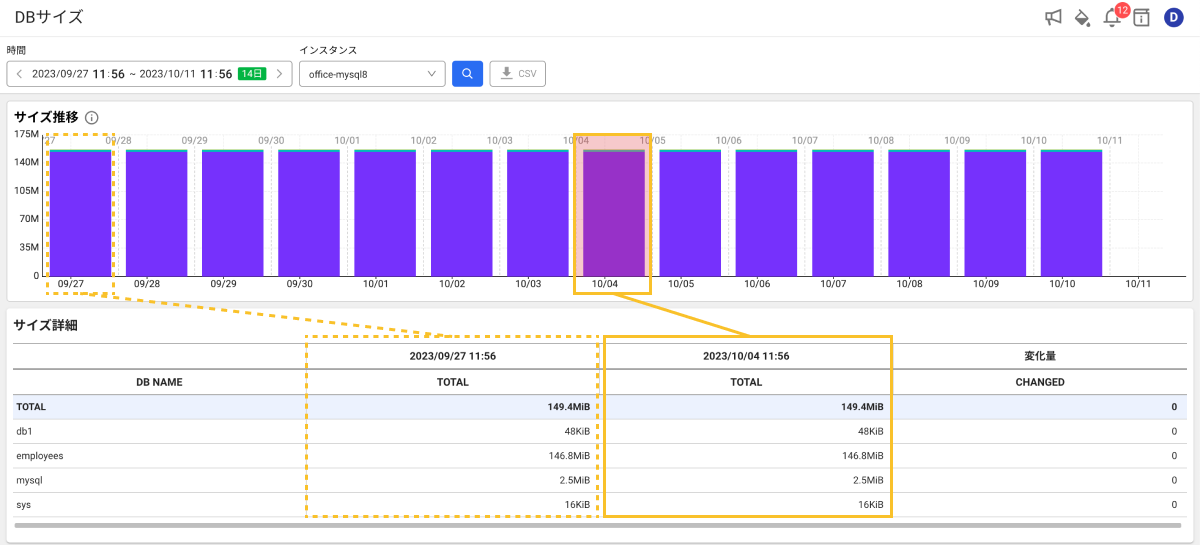 DBサイズ
12
D
時間
インスタンス
2023/09/27 11:56 ~ 2023/10/11 11:56 14日
office-mysql8
CSV
サイズ推移
175M
140M
105M
70M
35M
0
27 09/28 09/29 09/30 10/01 10/02 10/03 10/04 10/05 10/06 10/07 10/08 10/09 10/10 10/11
09/27 09/28 09/29 09/30 10/01 10/02 10/03 10/04 10/05 10/06 10/07 10/08 10/09 10/10 10/11
サイズ詳細
2023/09/27 11:56 2023/10/04 11:56 変化量
DB NAME TOTAL TOTAL CHANGED
TOTAL 149.4MiB 149.4MiB 0
db1 48KiB 48KiB 0
employees 146.8MiB 146.8MiB 0
mysql 2.5MiB 2.5MiB 0
sys 16KiB 16KiB 0